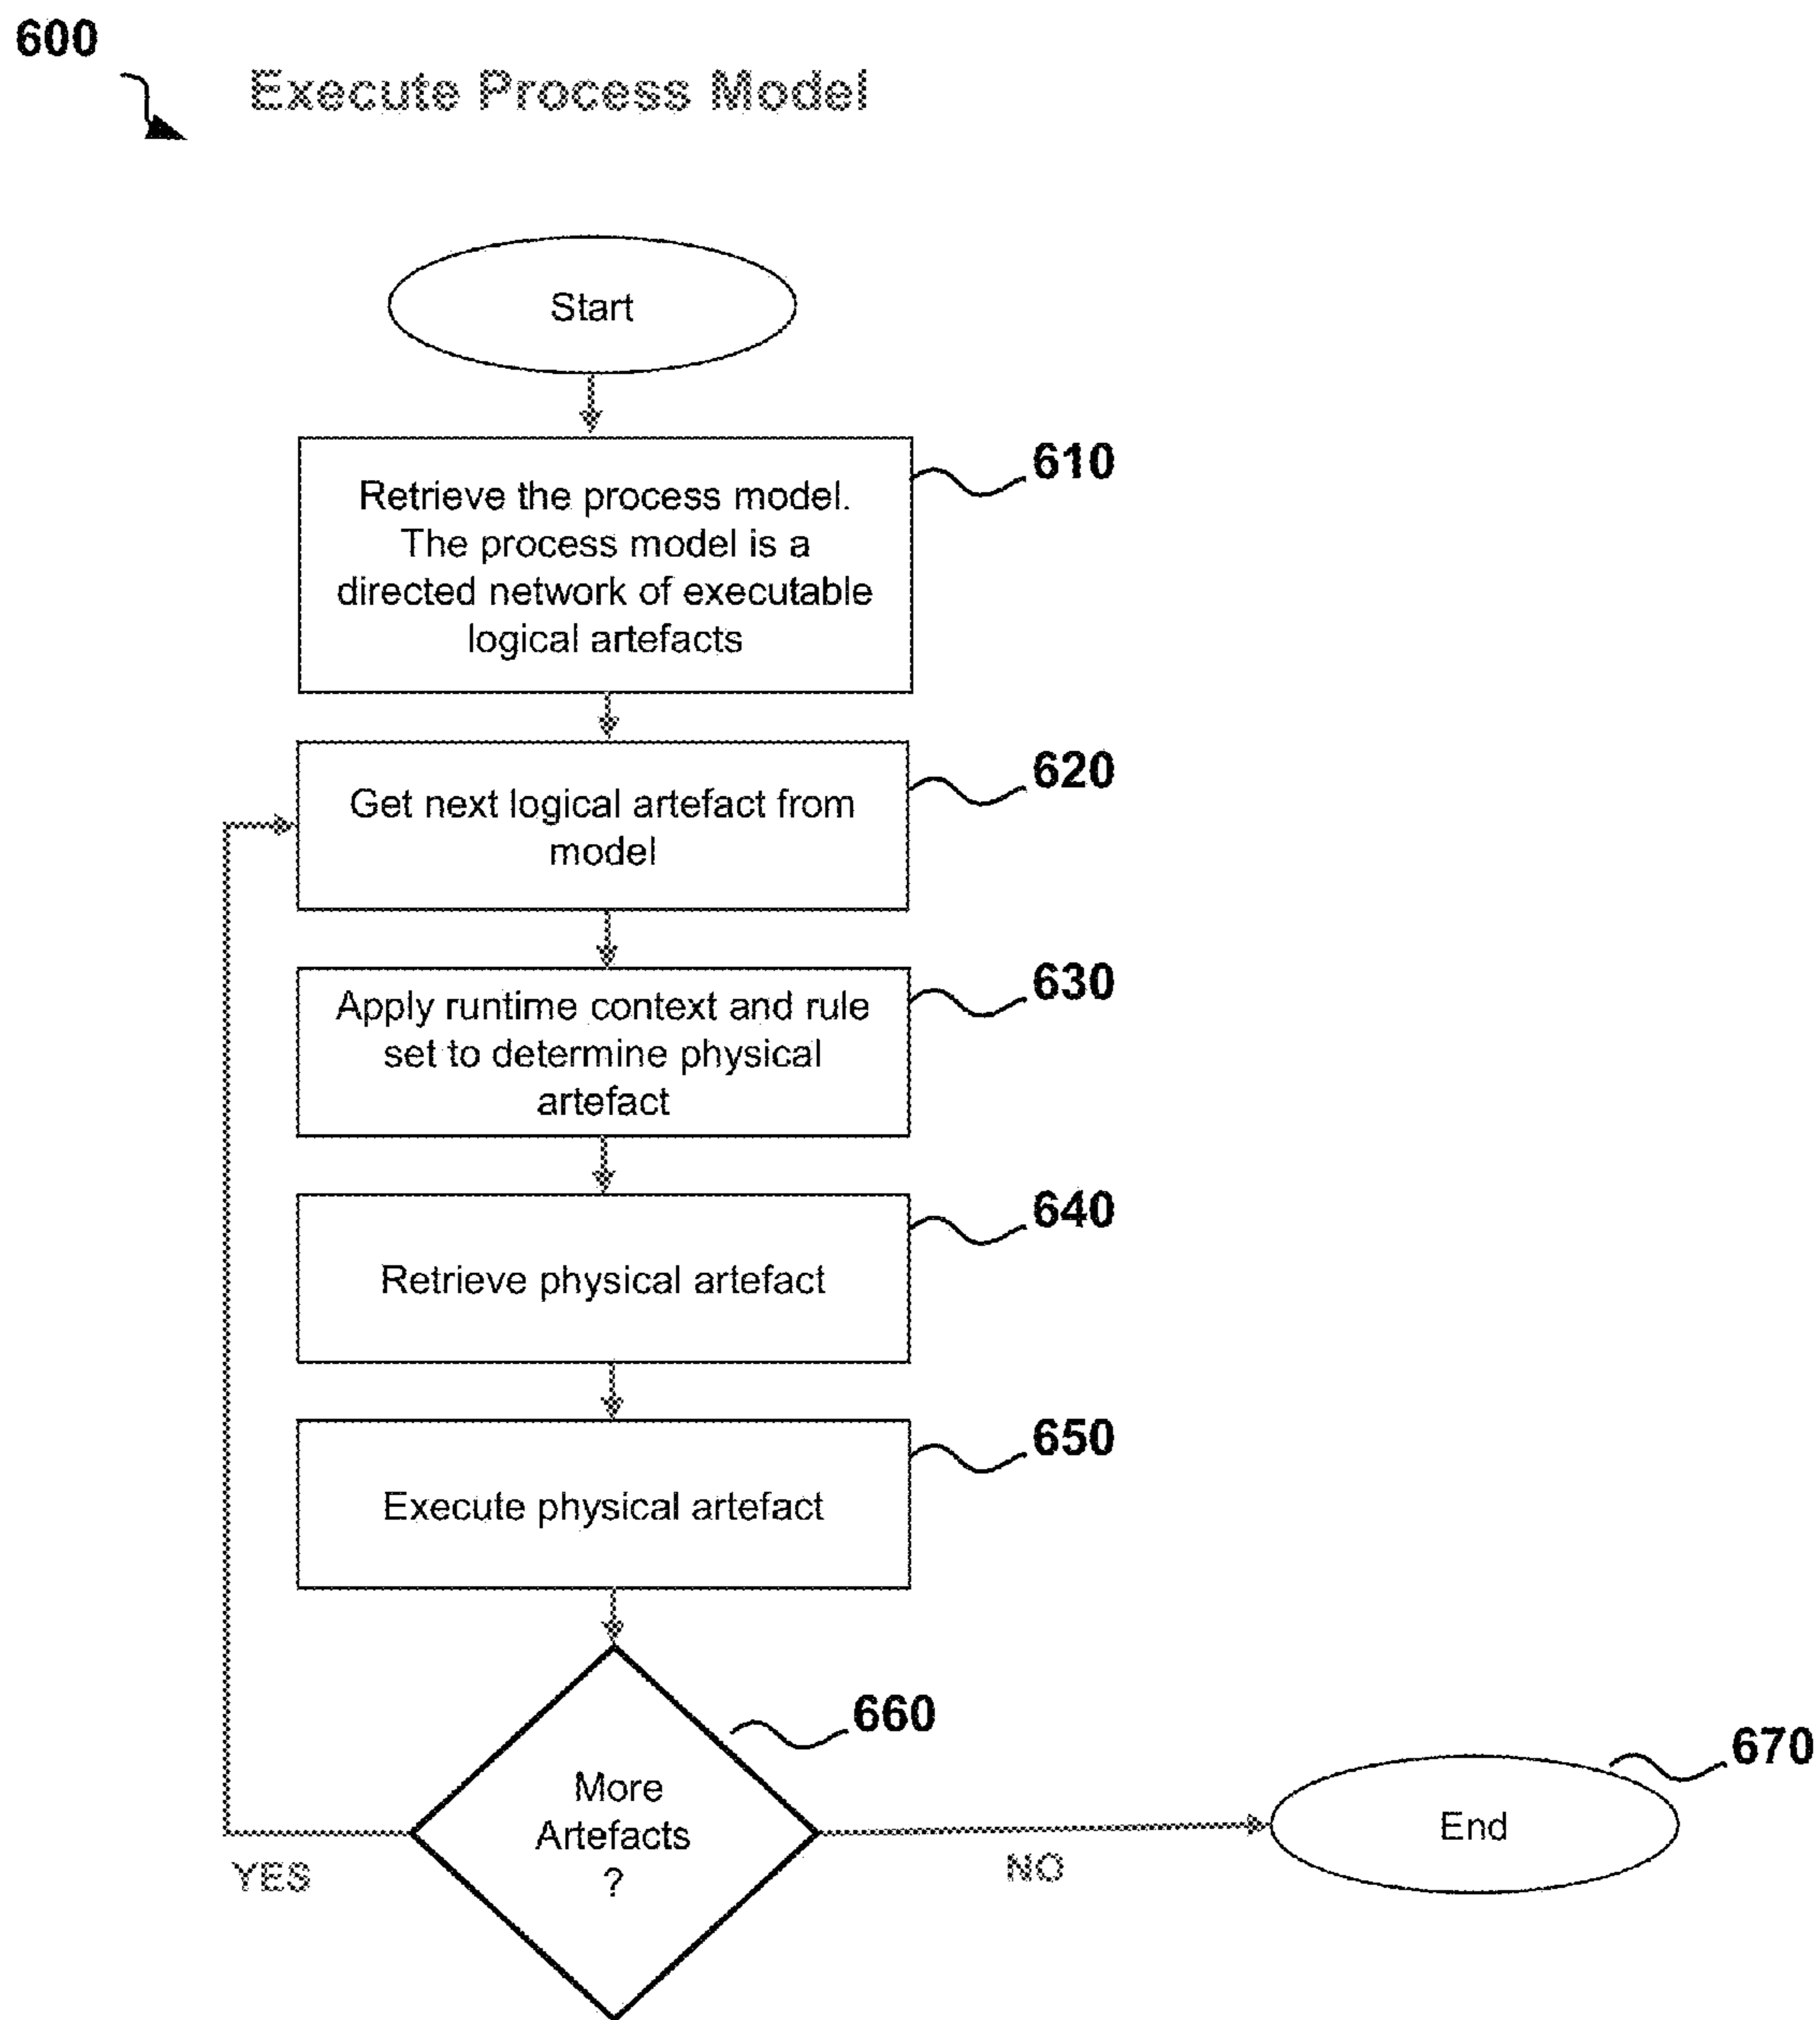 600
Execute Process Model
Start
610
Retrieve the process model.
The process model is a
directed network of executable
logical artefacts
620
Get next logical artefact from
model
630
Apply runtime context and rule
set to determine physical
artefact
640
Retrieve physical artefact
650
Execute physical artefact
660
More
Artefacts
?
670
End
YES
NO